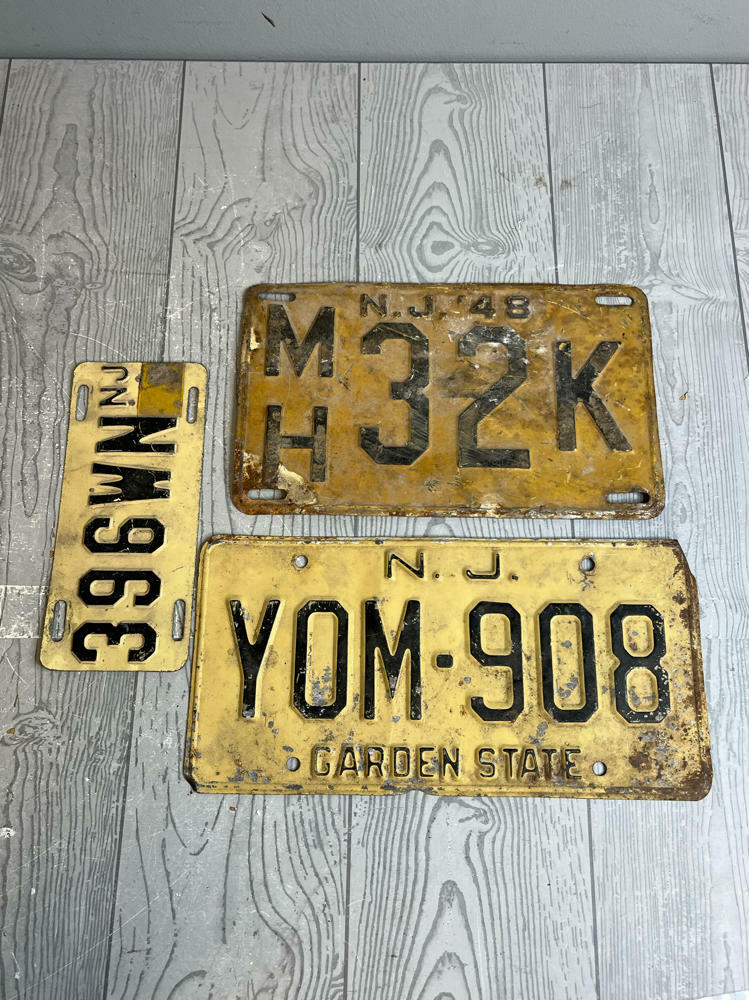 N.J. '48
MH 32K
NJ
396WN
N.J.
YOM-908
GARDEN STATE